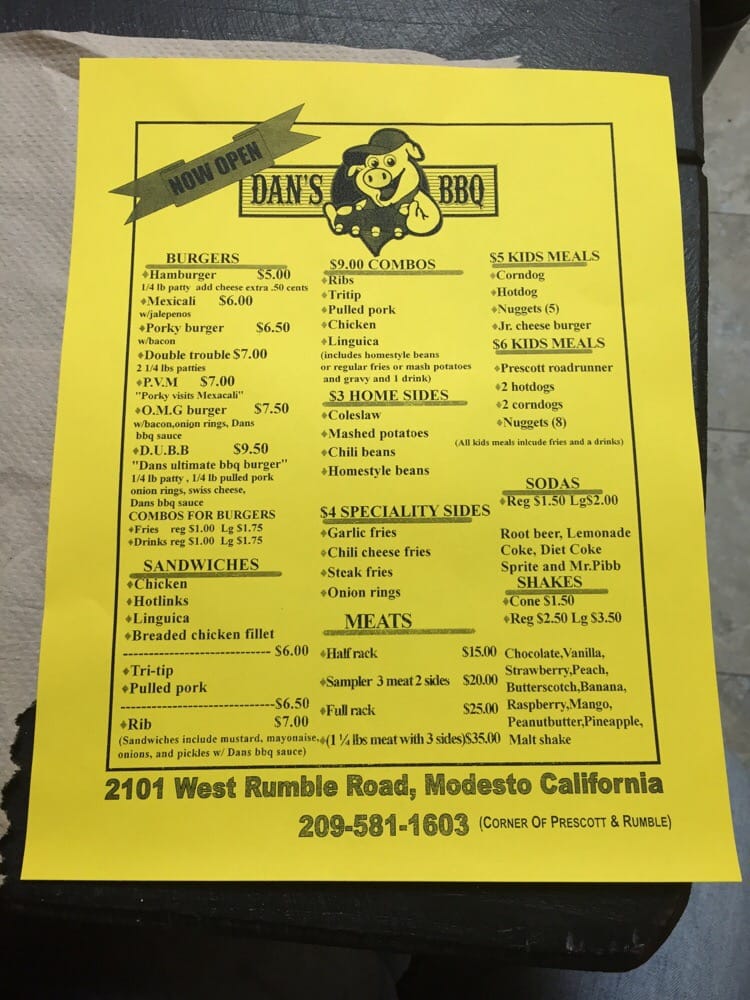 NOW OPEN
DAN'S BBQ
BURGERS
Hamburger $5.00
1/4 lb patty add cheese extra .50 cents
Mexicali $6.00
w/jalepenos
Porky burger $6.50
w/bacon
Double trouble $7.00
2 1/4 lbs patties
P.V.M $7.00
"Porky visits Mexacali"
O.M.G burger $7.50
w/bacon,onion rings, Dans
bbq sauce
D.U.B.B $9.50
"Dans ultimate bbq burger"
1/4 lb patty , 1/4 lb pulled pork
onion rings, swiss cheese,
Dans bbq sauce
COMBOS FOR BURGERS
Fries reg $1.00 Lg $1.75
Drinks reg $1.00 Lg $1.75
SANDWICHES
Chicken
Hotlinks
Linguica
Breaded chicken fillet
----------------------------- $6.00
Tri-tip
Pulled pork
-----------------------------$6.50
Rib $7.00
(Sandwiches include mustard, mayonaise,
onions, and pickles w/ Dans bbq sauce)
$9.00 COMBOS
Ribs
Tritip
Pulled pork
Chicken
Linguica
(includes homestyle beans
or regular fries or mash potatoes
and gravy and 1 drink)
$3 HOME SIDES
Coleslaw
Mashed potatoes
Chili beans
Homestyle beans
$4 SPECIALITY SIDES
Garlic fries
Chili cheese fries
Steak fries
Onion rings
MEATS
Half rack $15.00
Sampler 3 meat 2 sides $20.00
Full rack $25.00
(1 ¼ lbs meat with 3 sides)$35.00
$5 KIDS MEALS
Corndog
Hotdog
Nuggets (5)
Jr. cheese burger
$6 KIDS MEALS
Prescott roadrunner
2 hotdogs
2 corndogs
Nuggets (8)
(All kids meals inlcude fries and a drinks)
SODAS
Reg $1.50 Lg$2.00
Root beer, Lemonade
Coke, Diet Coke
Sprite and Mr.Pibb
SHAKES
Cone $1.50
Reg $2.50 Lg $3.50
Chocolate,Vanilla,
Strawberry,Peach,
Butterscotch,Banana,
Raspberry,Mango,
Peanutbutter,Pineapple,
Malt shake
2101 West Rumble Road, Modesto California
209-581-1603 (CORNER OF PRESCOTT & RUMBLE)